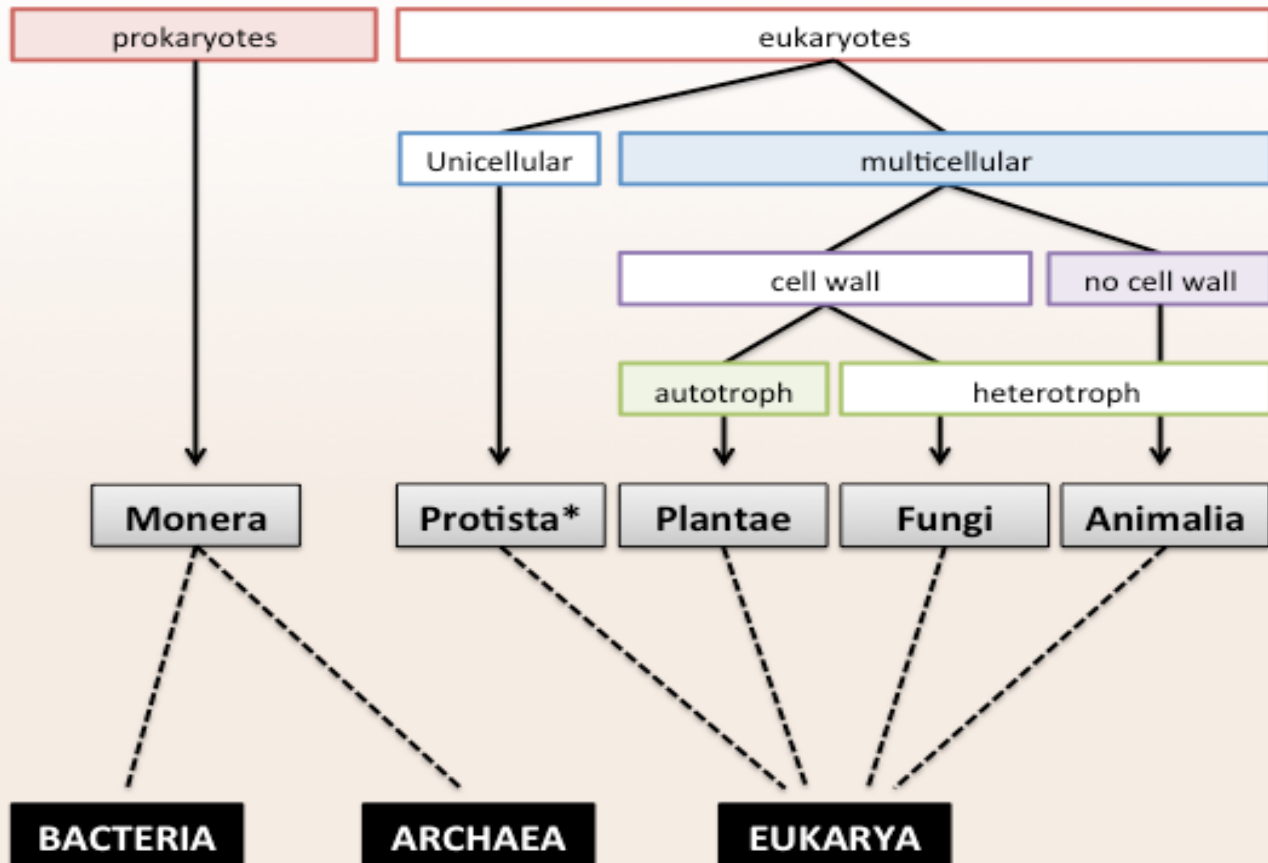 prokaryotes
eukaryotes
Unicellular
multicellular
cell wall
no cell wall
autotroph
heterotroph
Monera
Protista*
Plantae
Fungi
Animalia
BACTERIA
ARCHAEA
EUKARYA